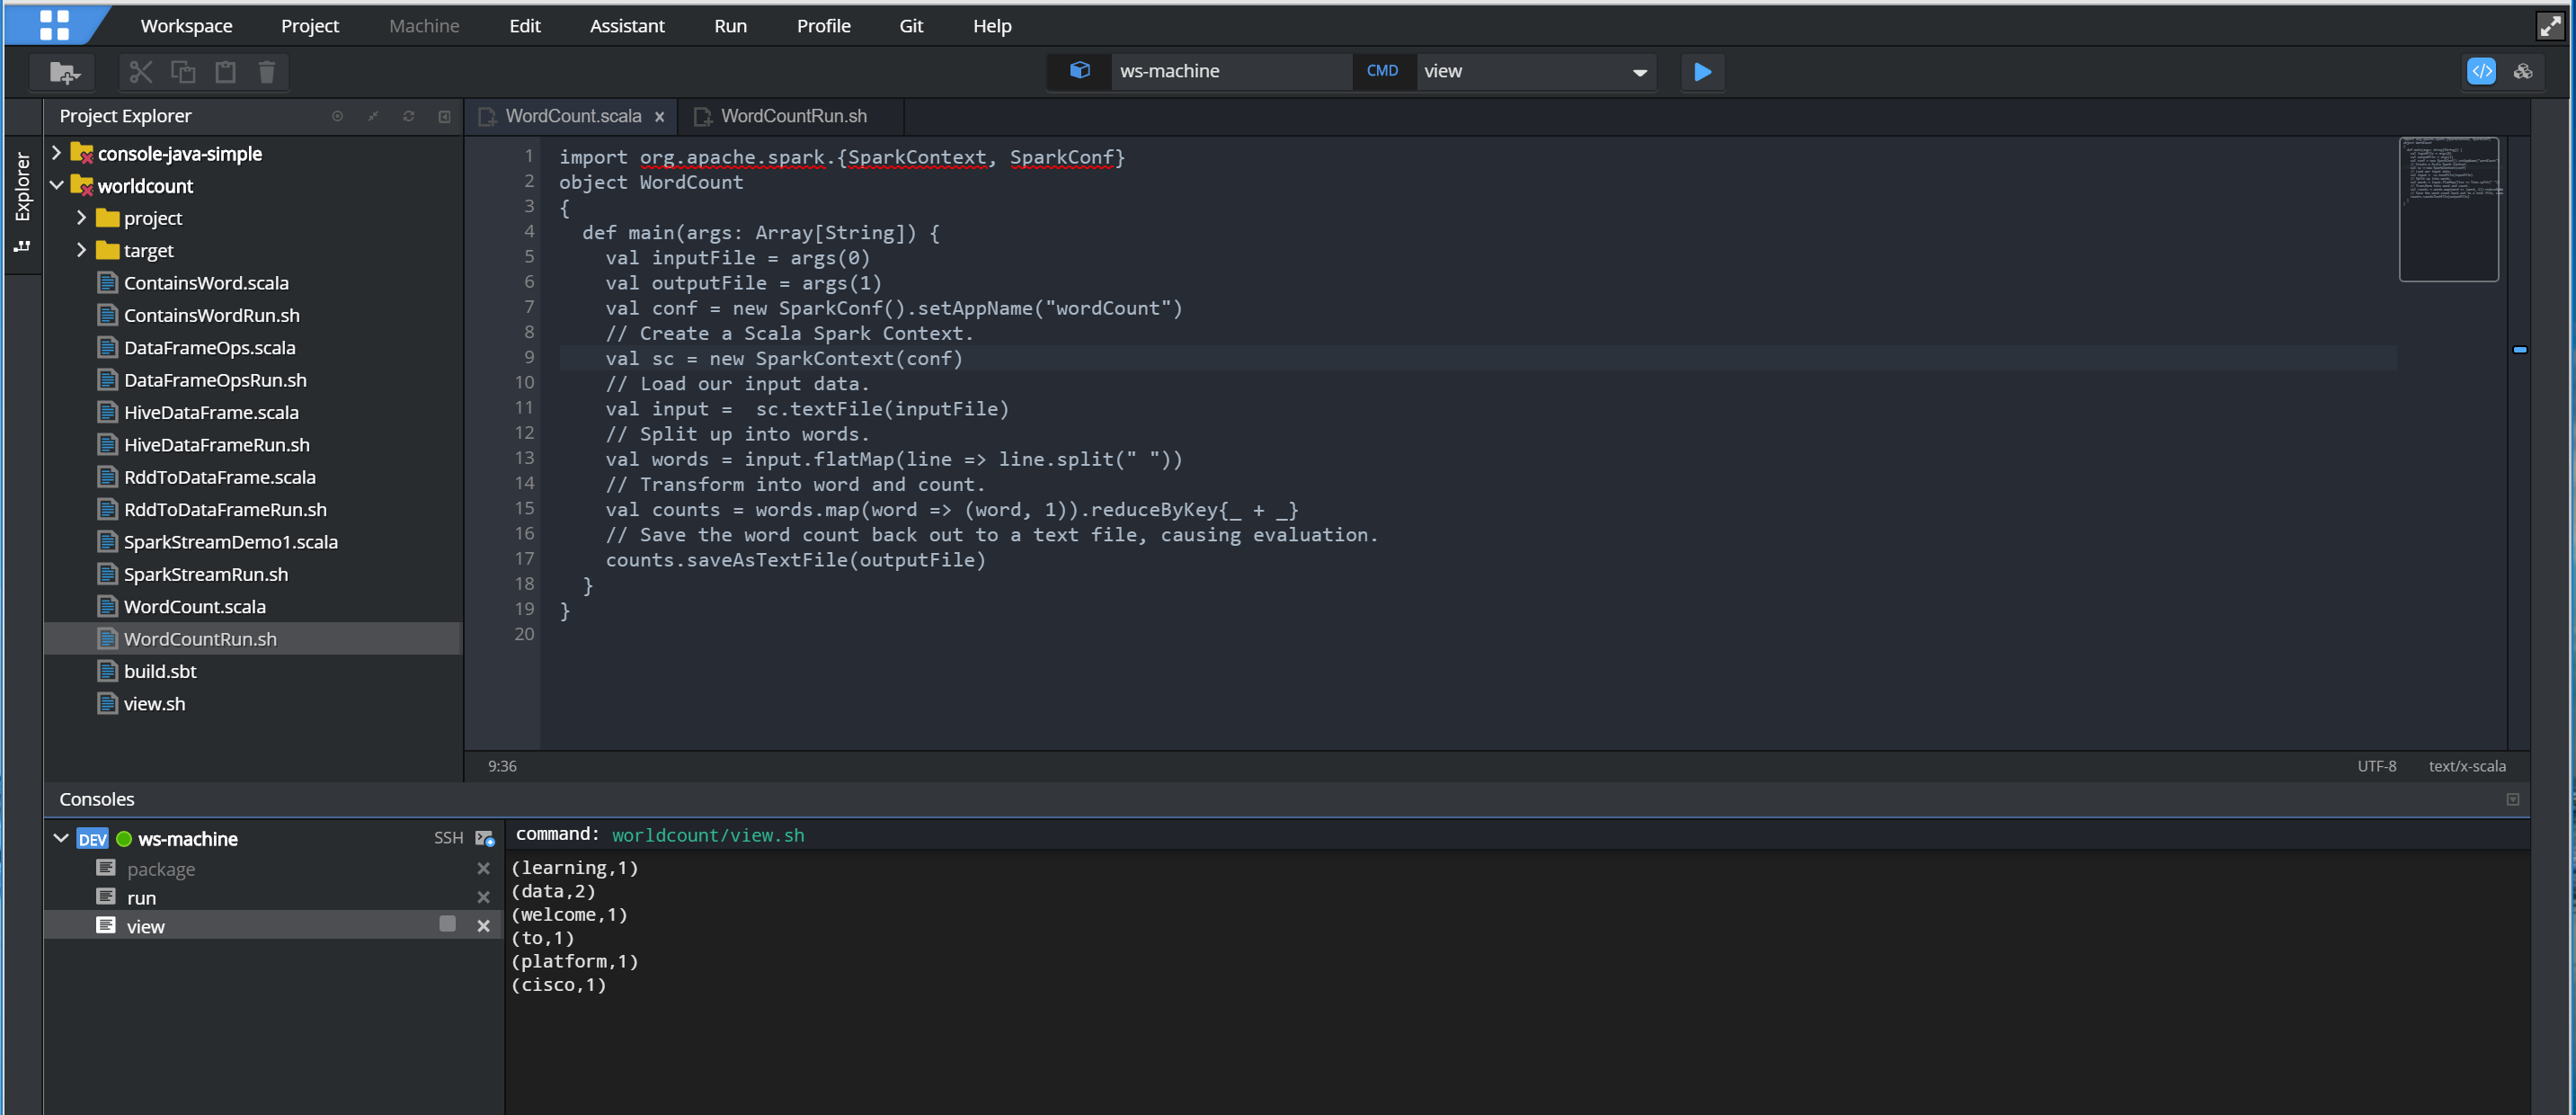 Workspace Project Machine Edit Assistant Run Profile Git Help
ws-machine CMD view
Explorer
Project Explorer
console-java-simple
worldcount
project
target
ContainsWord.scala
ContainsWordRun.sh
DataFrameOps.scala
DataFrameOpsRun.sh
HiveDataFrame.scala
HiveDataFrameRun.sh
RddToDataFrame.scala
RddToDataFrameRun.sh
SparkStreamDemo1.scala
SparkStreamRun.sh
WordCount.scala
WordCountRun.sh
build.sbt
view.sh
WordCount.scala x WordCountRun.sh
1 import org.apache.spark.{SparkContext, SparkConf}
2 object WordCount
3 {
4 def main(args: Array[String]) {
5 val inputFile = args(0)
6 val outputFile = args(1)
7 val conf = new SparkConf().setAppName("wordCount")
8 // Create a Scala Spark Context.
9 val sc = new SparkContext(conf)
10 // Load our input data.
11 val input =  sc.textFile(inputFile)
12 // Split up into words.
13 val words = input.flatMap(line => line.split(" "))
14 // Transform into word and count.
15 val counts = words.map(word => (word, 1)).reduceByKey{_ + _}
16 // Save the word count back out to a text file, causing evaluation.
17 counts.saveAsTextFile(outputFile)
18 }
19 }
20
9:36 UTF-8 text/x-scala
Consoles
DEV ws-machine SSH
package
run
view
command: worldcount/view.sh
(learning,1)
(data,2)
(welcome,1)
(to,1)
(platform,1)
(cisco,1)